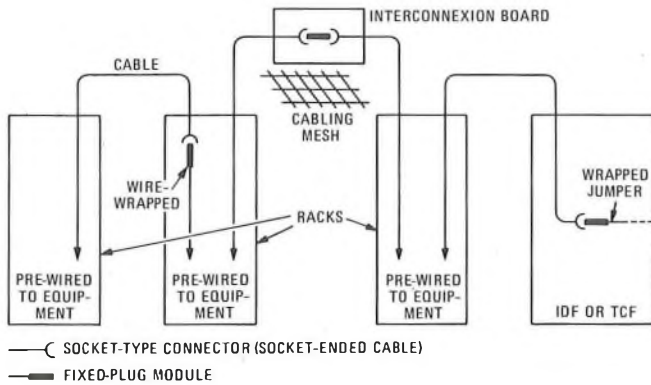 INTERCONNEXION BOARD
CABLE
CABLING
MESH
WIRE-
WRAPPED
WRAPPED
JUMPER
RACKS
PRE-WIRED
TO EQUIP-
MENT
PRE-WIRED
TO EQUIP-
MENT
PRE-WIRED
TO EQUIP-
MENT
IDF OR TCF
SOCKET-TYPE CONNECTOR (SOCKET-ENDED CABLE)
FIXED-PLUG MODULE